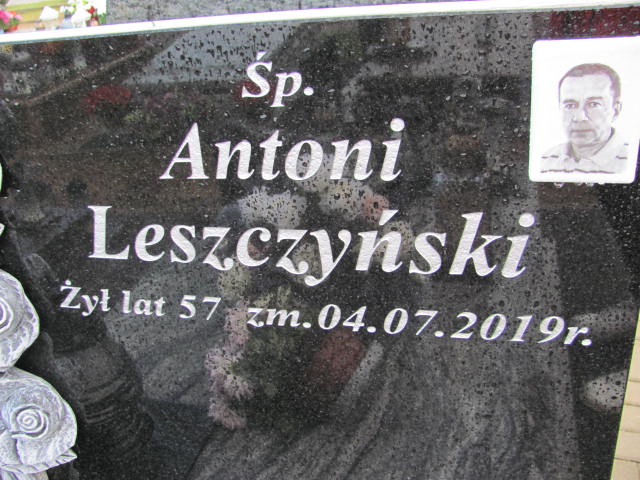 Śp.
Antoni
Leszczyński
Żył lat 57 zm.04.07.2019r.